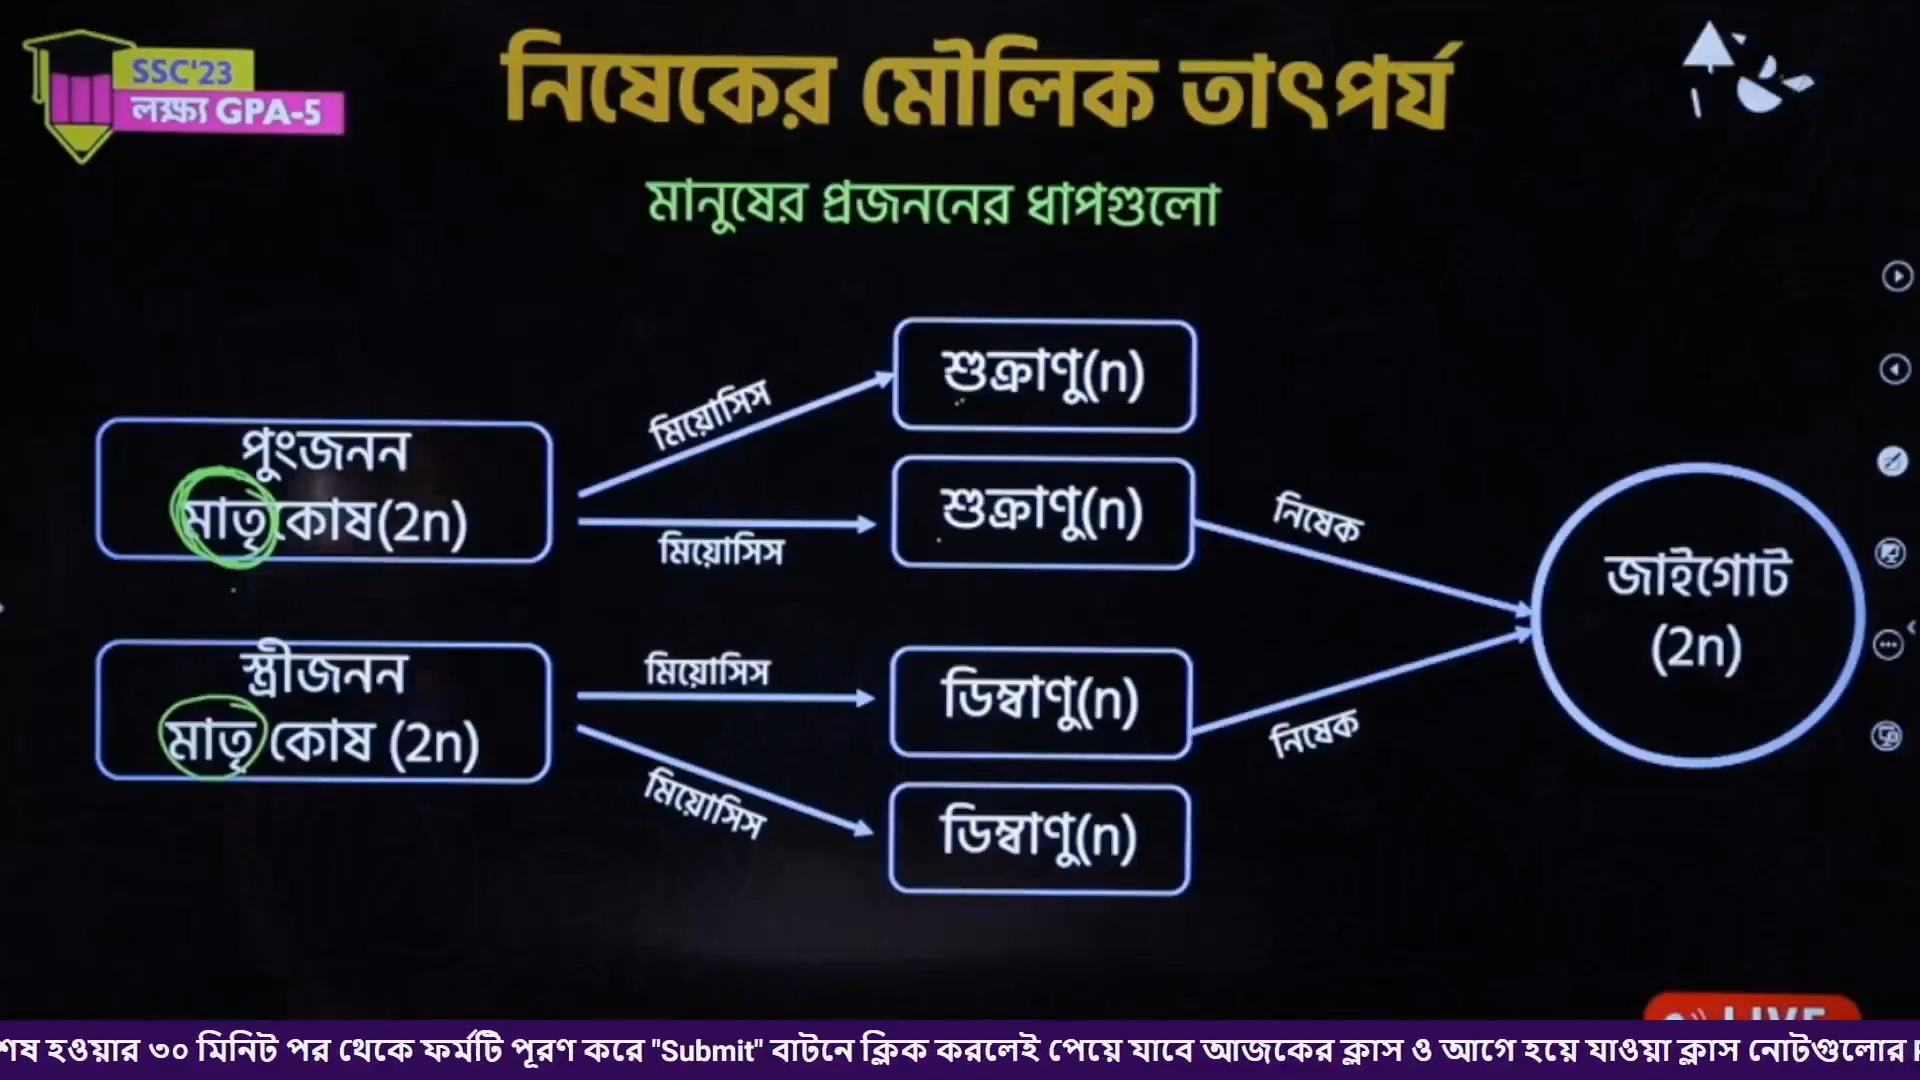 SSC'23
লক্ষ্য GPA-5
নিষেকের মৌলিক তাৎপর্য
মানুষের প্রজননের ধাপগুলো
পুংজনন
মাতৃকোষ(2n)
মিয়োসিস
মিয়োসিস
শুক্রাণু(n)
শুক্রাণু(n)
নিষেক
স্ত্রীজনন
মাতৃ কোষ (2n)
মিয়োসিস
মিয়োসিস
ডিম্বাণু(n)
ডিম্বাণু(n)
নিষেক
জাইগোট
(2n)
LIVE
শেষ হওয়ার ৩০ মিনিট পর থেকে ফর্মটি পূরণ করে "Submit" বাটনে ক্লিক করলেই পেয়ে যাবে আজকের ক্লাস ও আগে হয়ে যাওয়া ক্লাস নোটগুলোর